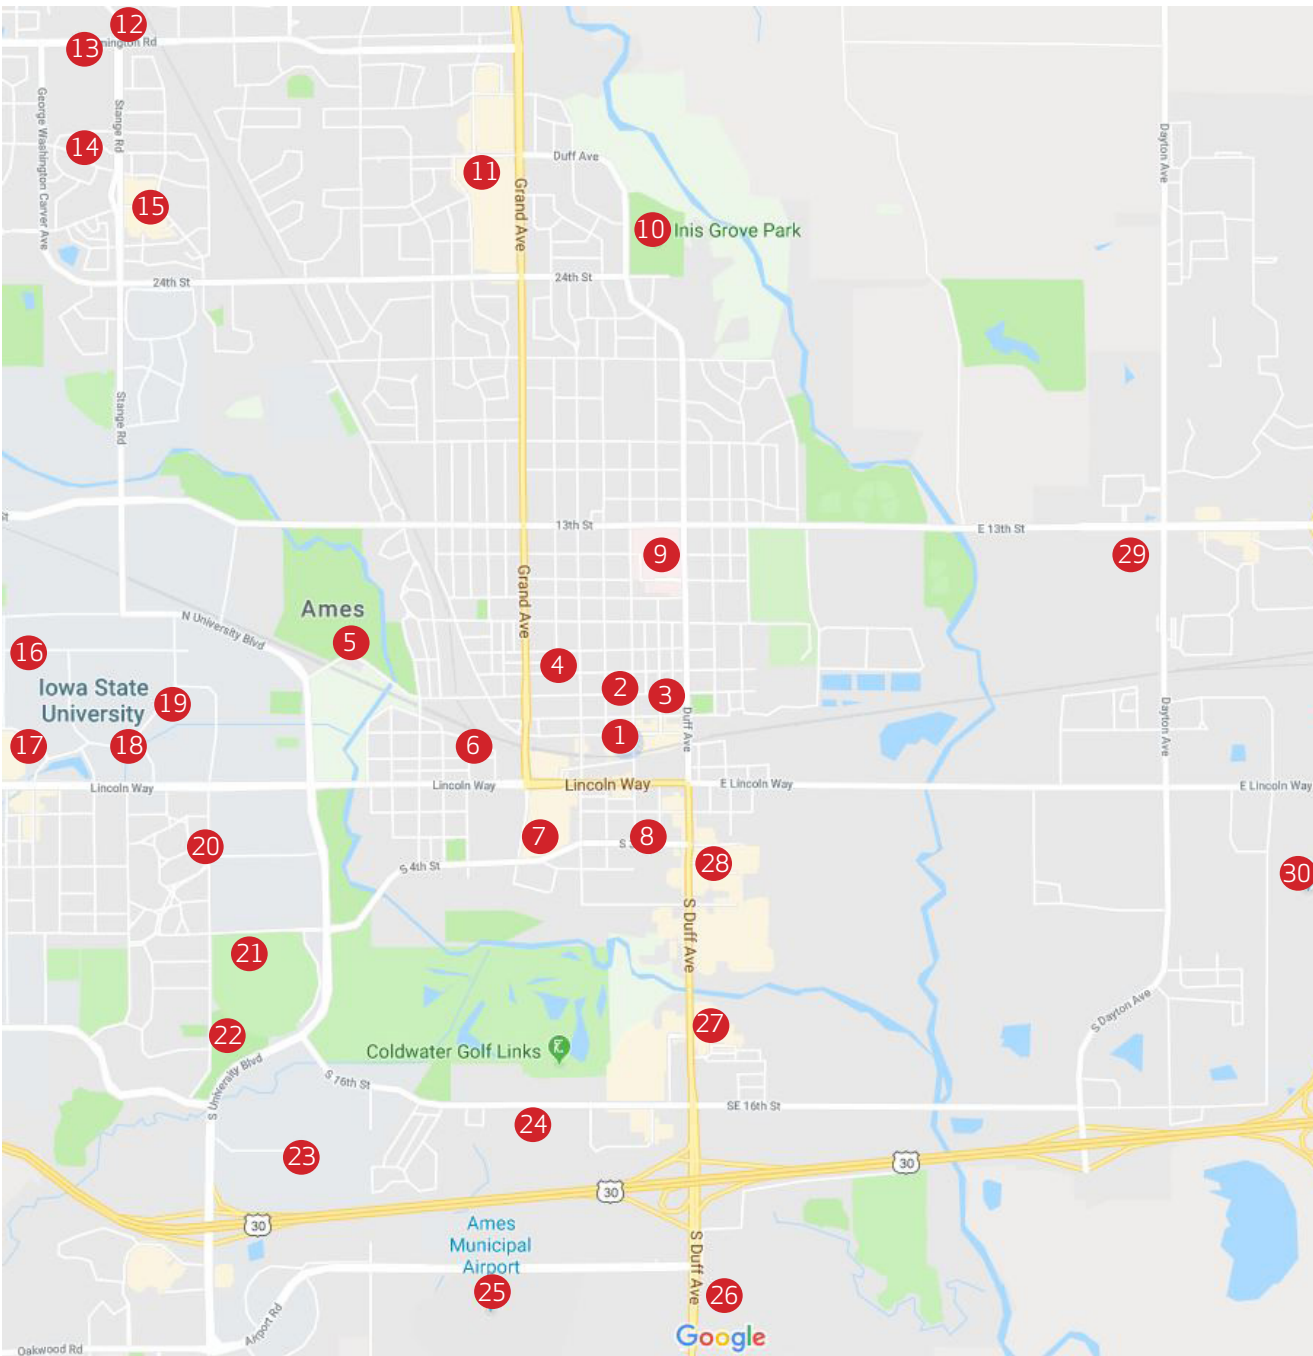 12
13
mington Rd
George Washington Carver Ave
Stange Rd
14
15
Duff Ave
11
Grand Ave
10
Inis Grove Park
Dayton Ave
24th St
24th St
Stange Rd
St
13th St
E 13th St
9
29
Grand Ave
Ames
N University Blvd
5
16
4
Iowa State
University
19
2
3
Duff Ave
Dayton Ave
17
18
6
1
Lincoln Way
Lincoln Way
Lincoln Way
E Lincoln Way
E Lincoln Way
20
7
8
S
S 4th St
28
30
S Duff Ave
21
22
27
S Dayton Ave
Coldwater Golf Links
S University Blvd
S 16th St
SE 16th St
24
23
30
30
30
Ames
Municipal
Airport
25
S Duff Ave
26
Airport Rd
Google
Oakwood Rd